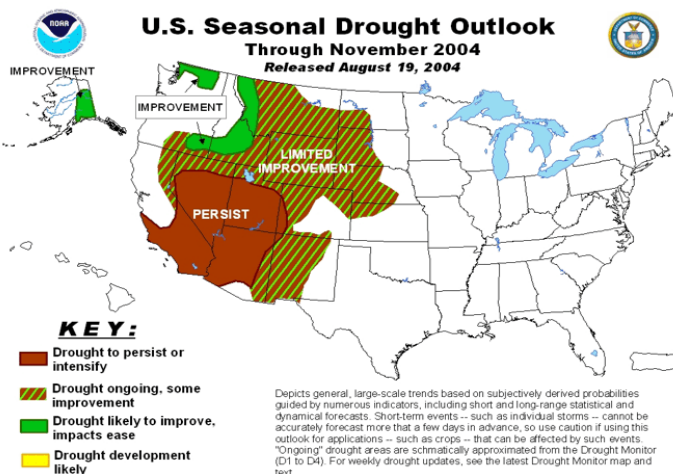 U.S. Seasonal Drought Outlook
Through November 2004
Released August 19, 2004
NOAA
IMPROVEMENT
IMPROVEMENT
LIMITED
IMPROVEMENT
PERSIST
KEY:
Drought to persist or
intensify
Drought ongoing, some
improvement
Drought likely to improve,
impacts ease
Drought development
likely
Depicts general, large-scale trends based on subjectively derived probabilities
guided by numerous indicators, including short and long-range statistical and
dynamical forecasts. Short-term events -- such as individual storms -- cannot be
accurately forecast more that a few days in advance, so use caution if using this
outlook for applications -- such as crops -- that can be affected by such events.
"Ongoing" drought areas are schmatically approximated from the Drought Monitor
(D1 to D4). For weekly drought updates, see the latest Drought Monitor map and
text